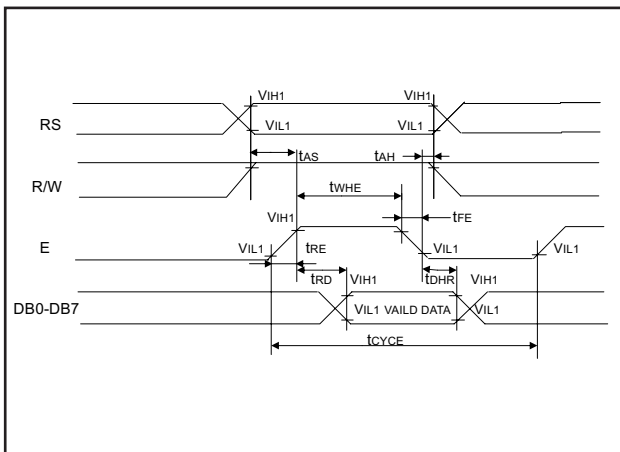 VIH1
RS VIL1 VIL1
tAS tAH
R/W
tWHE
VIH1 tFE
E VIL1 VIL1 VIL1
tRE
tRD VIH1 tDHR VIH1
DB0-DB7 VIL1 VAILD DATA VIL1
tCYCE